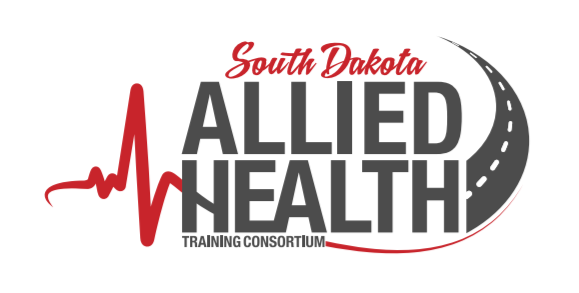 South Dakota
ALLIED
HEALTH
TRAINING CONSORTIUM